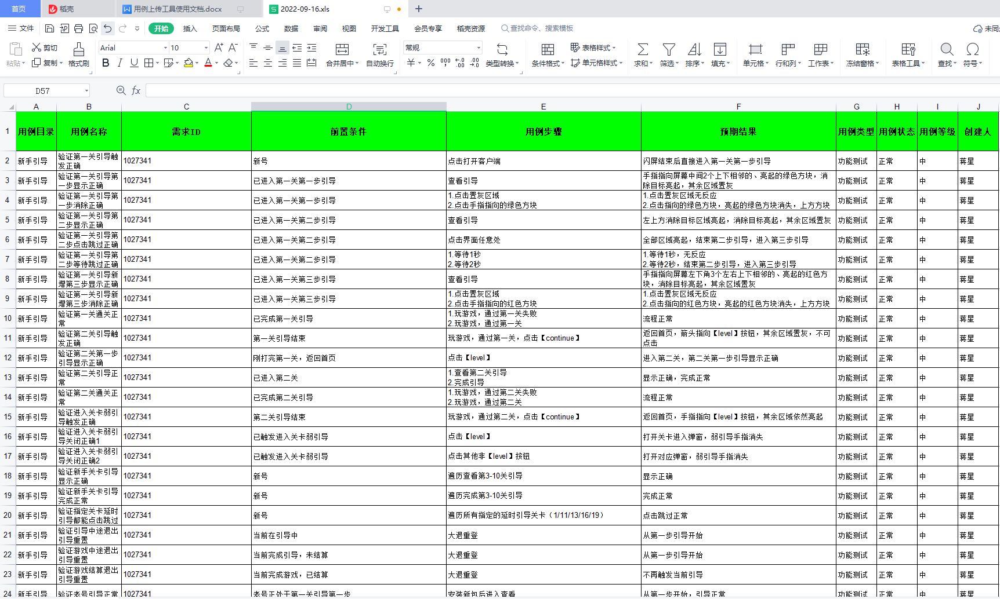 首页
稻壳
用例上传工具使用文档.docx
2022-09-16.xls
文件
开始
插入
页面布局
公式
数据
审阅
视图
开发工具
会员专享
稻壳资源
查找命令、搜索模板
未同
粘贴
剪切
复制
格式刷
Arial
10
合并居中
自动换行
常规
类型转换
条件格式
表格样式
单元格样式
求和
筛选
排序
填充
单元格
行和列
工作表
冻结窗格
表格工具
查找
符号
D57
A B C D E F G H I J
1 用例目录 用例名称 需求ID 前置条件 用例步骤 预期结果 用例类型 用例状态 用例等级 创建人
2 新手引导 验证第一关引导触发正确 1027341 新号 点击打开客户端 闪屏结束后直接进入第一关第一步引导 功能测试 正常 中 蒋星
3 新手引导 验证第一关引导第一步显示正确 1027341 已进入第一关第一步引导 查看引导 手指指向屏幕中间2个上下相邻的、亮起的绿色方块，消除目标亮起，其余区域置灰 功能测试 正常 中 蒋星
4 新手引导 验证第一关引导第一步消除正确 1027341 已进入第一关第一步引导 1.点击置灰区域 2.点击手指指向的绿色方块 1.点击置灰区域无反应 2.点击指向的绿色方块，亮起的绿色方块消失，上方方块 功能测试 正常 中 蒋星
5 新手引导 验证第一关引导第二步显示正确 1027341 已进入第一关第二步引导 查看引导 左上方消除目标区域亮起，消除目标亮起，其余区域置灰 功能测试 正常 中 蒋星
6 新手引导 验证第一关引导第二步点击跳过正确 1027341 已进入第一关第二步引导 点击界面任意处 全部区域亮起，结束第二步引导，进入第三步引导 功能测试 正常 中 蒋星
7 新手引导 验证第一关引导第二步等待跳过正确 1027341 已进入第一关第二步引导 1.等待1秒 2.等待2秒 1.等待1秒，无反应 2.等待2秒，结束第二步引导，进入第三步引导 功能测试 正常 中 蒋星
8 新手引导 验证第一关引导新增第三步显示正确 1027341 已进入第一关第三步引导 查看引导 手指指向屏幕左下角3个左右上下相邻的、亮起的红色方块，消除目标亮起，其余区域置灰 功能测试 正常 中 蒋星
9 新手引导 验证第一关引导新增第三步消除正确 1027341 已进入第一关第三步引导 1.点击置灰区域 2.点击手指指向的红色方块 1.点击置灰区域无反应 2.点击指向的红色方块，亮起的红色方块消失，上方方块 功能测试 正常 中 蒋星
10 新手引导 验证第一关通关正常 1027341 已完成第一关引导 1.玩游戏，通过第一关失败 2.玩游戏，通过第一关 流程正常 功能测试 正常 中 蒋星
11 新手引导 验证第二关引导触发正确 1027341 第一关引导结束 玩游戏，通过第一关，点击【continue】 返回首页，箭头指向【level】按钮，其余区域置灰，不可点击 功能测试 正常 中 蒋星
12 新手引导 验证第二关第一步引导显示正确 1027341 刚打完第一关，返回首页 点击【level】 进入第二关，第二关第一步引导显示正确 功能测试 正常 中 蒋星
13 新手引导 验证第二关引导正常 1027341 已进入第二关 1.查看第二关引导 2.完成引导 显示正确，完成正常 功能测试 正常 中 蒋星
14 新手引导 验证第二关通关正常 1027341 已完成第二关引导 1.玩游戏，通过第二关失败 2.玩游戏，通过第二关 流程正常 功能测试 正常 中 蒋星
15 新手引导 验证进入关卡弱引导触发正确 1027341 第二关引导结束 玩游戏，通过第二关，点击【continue】 返回首页，手指指向【level】按钮，其余区域依然亮起 功能测试 正常 中 蒋星
16 新手引导 验证进入关卡弱引导关闭正确1 1027341 已触发进入关卡弱引导 点击【level】 打开关卡进入弹窗，弱引导手指消失 功能测试 正常 中 蒋星
17 新手引导 验证进入关卡弱引导关闭正确2 1027341 已触发进入关卡弱引导 点击其他非【level】按钮 打开对应弹窗，弱引导手指消失 功能测试 正常 中 蒋星
18 新手引导 验证新手关卡引导显示正确 1027341 新号 遍历查看第3-10关引导 显示正确 功能测试 正常 中 蒋星
19 新手引导 验证新手关卡引导完成正常 1027341 新号 遍历完成第3-10关引导 完成正常 功能测试 正常 中 蒋星
20 新手引导 验证指定关卡延时引导都能点击跳过 1027341 新号 遍历所有指定的延时引导关卡（1/11/13/16/19） 点击跳过正常 功能测试 正常 中 蒋星
21 新手引导 验证引导中途退出引导重置 1027341 当前在引导中 大退重登 从第一步引导开始 功能测试 正常 中 蒋星
22 新手引导 验证游戏中途退出引导重置 1027341 当前完成引导，未结算 大退重登 从第一步引导开始 功能测试 正常 中 蒋星
23 新手引导 验证游戏结算退出引导重置 1027341 当前完成游戏，已结算 大退重登 不再触发当前引导 功能测试 正常 中 蒋星
24 新手引导 验证老号引导正常 1027341 老号正处于第一关引导第一步 安装新包后进入查看 从第一步开始，引导正常 功能测试 正常 中 蒋星